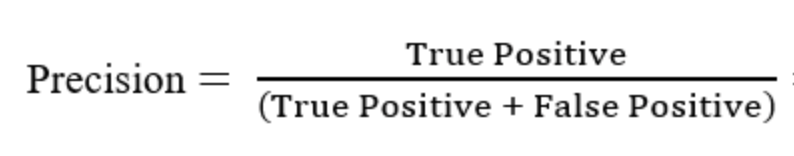 True Positive
Precision =
(True Positive + False Positive)